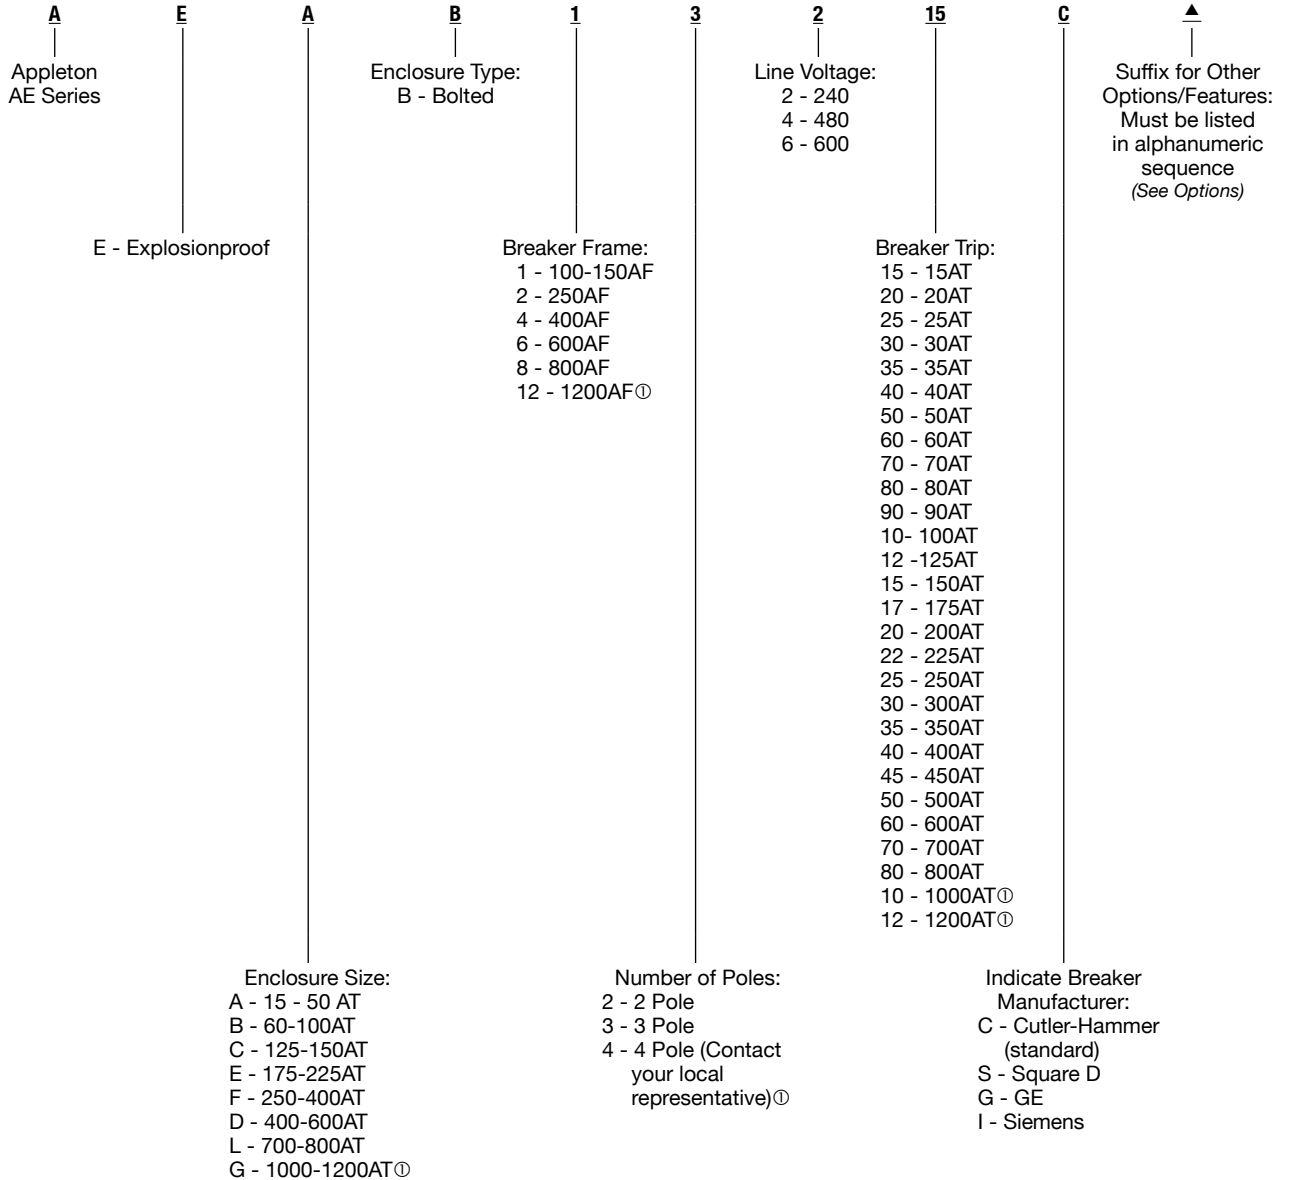 A E A B 1 3 2 15 C ▲
Appleton
AE Series
Enclosure Type:
B - Bolted
Line Voltage:
2 - 240
4 - 480
6 - 600
Suffix for Other
Options/Features:
Must be listed
in alphanumeric
sequence
(See Options)
E - Explosionproof
Breaker Frame:
1 - 100-150AF
2 - 250AF
4 - 400AF
6 - 600AF
8 - 800AF
12 - 1200AF①
Breaker Trip:
15 - 15AT
20 - 20AT
25 - 25AT
30 - 30AT
35 - 35AT
40 - 40AT
50 - 50AT
60 - 60AT
70 - 70AT
80 - 80AT
90 - 90AT
10- 100AT
12 -125AT
15 - 150AT
17 - 175AT
20 - 200AT
22 - 225AT
25 - 250AT
30 - 300AT
35 - 350AT
40 - 400AT
45 - 450AT
50 - 500AT
60 - 600AT
70 - 700AT
80 - 800AT
10 - 1000AT①
12 - 1200AT①
Enclosure Size:
A - 15 - 50 AT
B - 60-100AT
C - 125-150AT
E - 175-225AT
F - 250-400AT
D - 400-600AT
L - 700-800AT
G - 1000-1200AT①
Number of Poles:
2 - 2 Pole
3 - 3 Pole
4 - 4 Pole (Contact
your local
representative)①
Indicate Breaker
Manufacturer:
C - Cutler-Hammer
(standard)
S - Square D
G - GE
I - Siemens